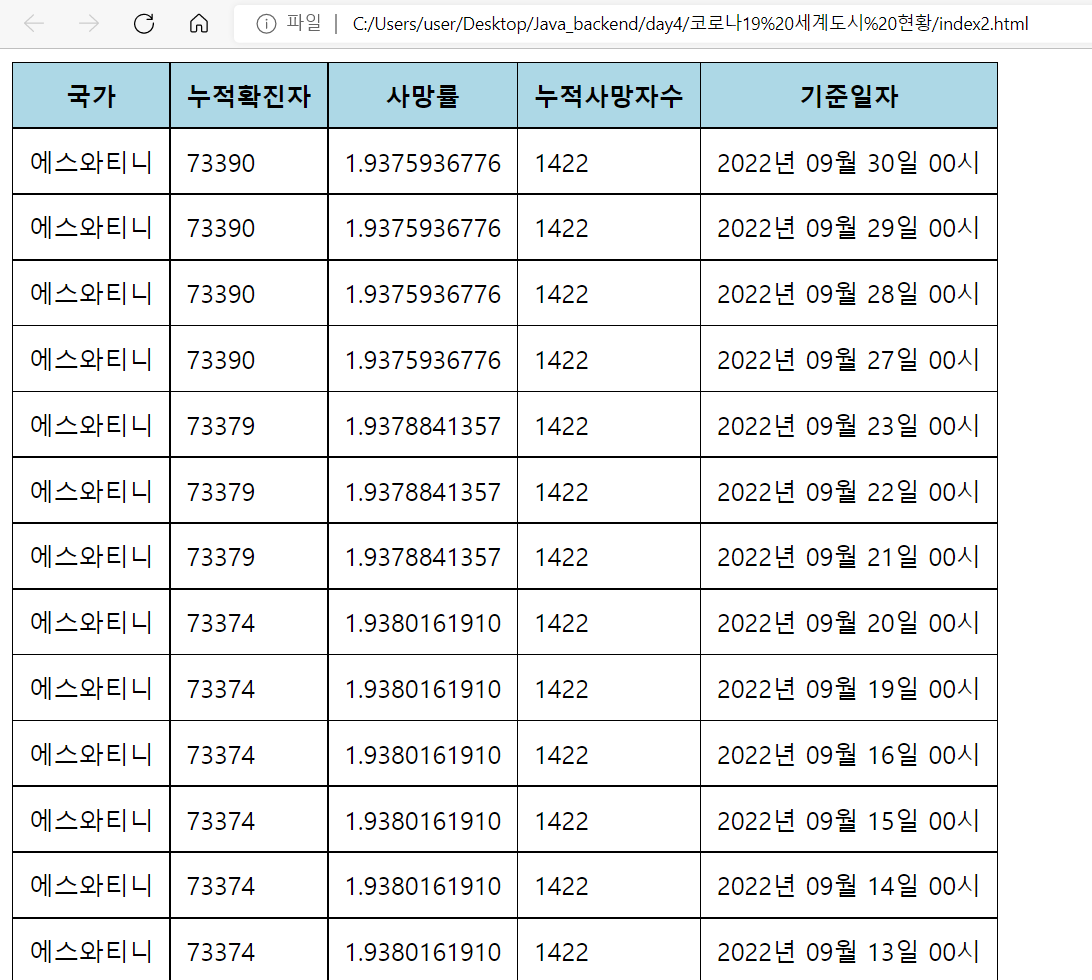 파일 | C:/Users/user/Desktop/Java_backend/day4/코로나19%20세계도시%20현황/index2.html
국가 누적확진자 사망률 누적사망자수 기준일자
에스와티니 73390 1.9375936776 1422 2022년 09월 30일 00시
에스와티니 73390 1.9375936776 1422 2022년 09월 29일 00시
에스와티니 73390 1.9375936776 1422 2022년 09월 28일 00시
에스와티니 73390 1.9375936776 1422 2022년 09월 27일 00시
에스와티니 73379 1.9378841357 1422 2022년 09월 23일 00시
에스와티니 73379 1.9378841357 1422 2022년 09월 22일 00시
에스와티니 73379 1.9378841357 1422 2022년 09월 21일 00시
에스와티니 73374 1.9380161910 1422 2022년 09월 20일 00시
에스와티니 73374 1.9380161910 1422 2022년 09월 19일 00시
에스와티니 73374 1.9380161910 1422 2022년 09월 16일 00시
에스와티니 73374 1.9380161910 1422 2022년 09월 15일 00시
에스와티니 73374 1.9380161910 1422 2022년 09월 14일 00시
에스와티니 73374 1.9380161910 1422 2022년 09월 13일 00시